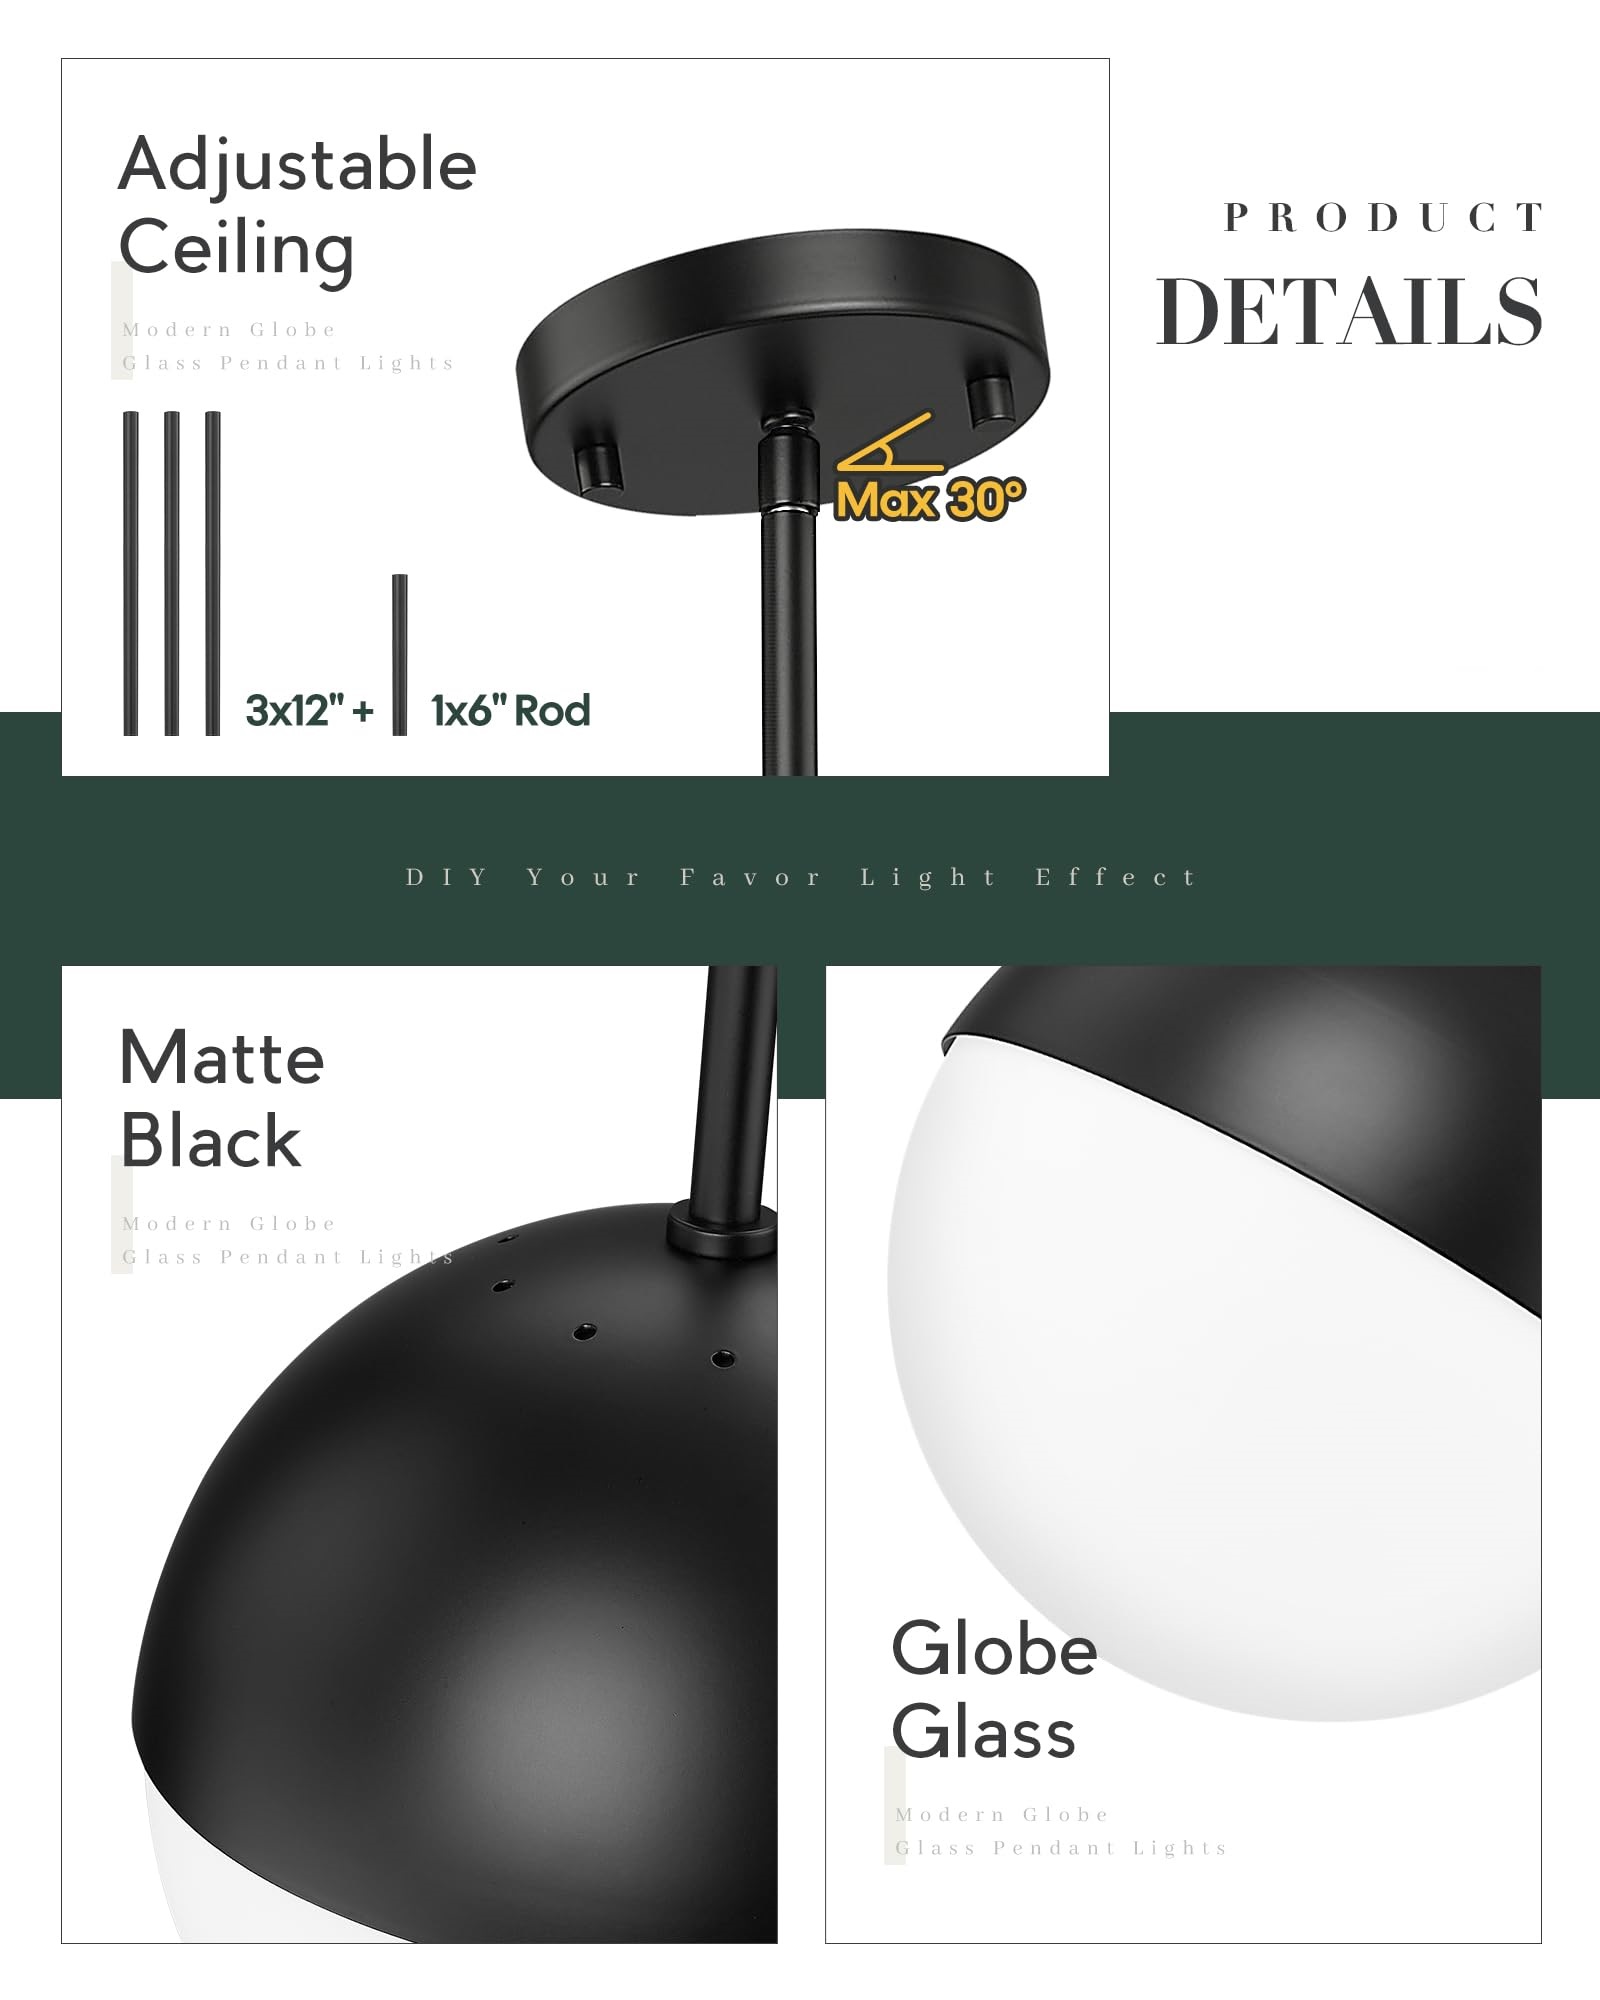 Adjustable
Ceiling
Modern Globe
Glass Pendant Lights
3x12" + 1x6" Rod
Max 30°
PRODUCT
DETAILS
DIY Your Favor Light Effect
Matte
Black
Modern Globe
Glass Pendant Lights
Globe
Glass
Modern Globe
Glass Pendant Lights